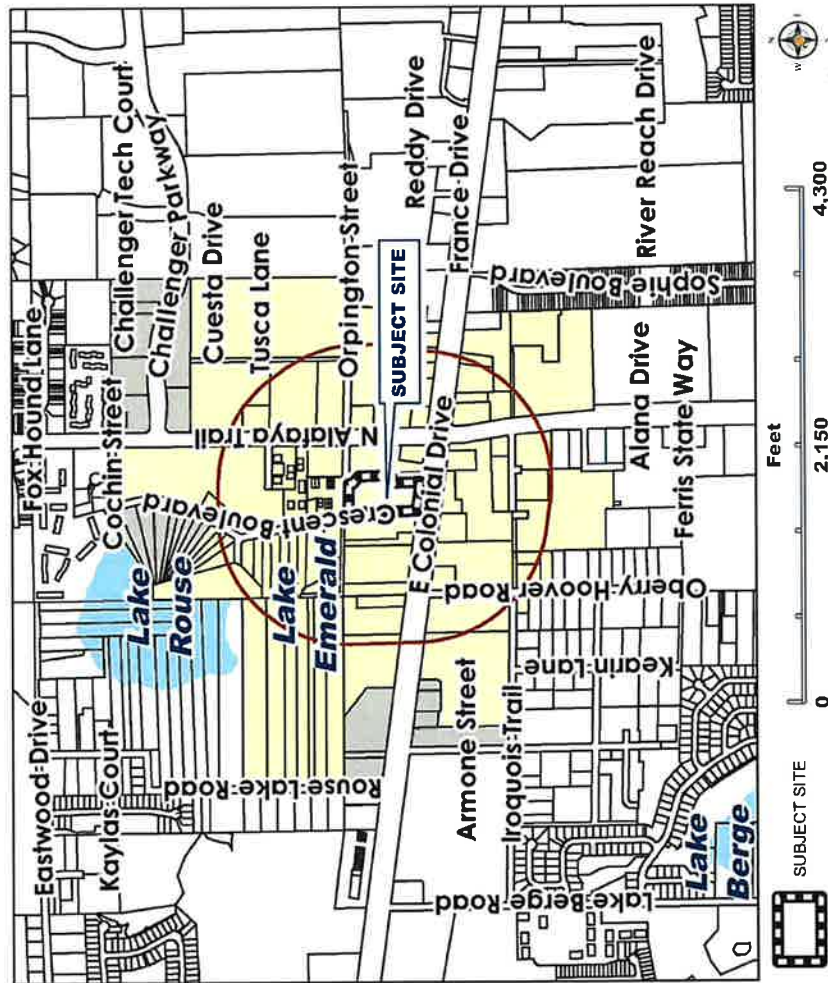 Fox Hound Lane
Challenger Tech Court
Cochin Street
Challenger Parkway
Eastwood Drive
Kaylas Court
Lake
Rouse
Cuesta Drive
Tusca Lane
N Alafaya Trail
Crescent Boulevard
Lake
Emerald
Rouse Lake Road
Orpington Street
SUBJECT SITE
Reddy Drive
France Drive
E Colonial Drive
Armone Street
Iroquois Trail
Oberry Hoover Road
Kearin Lane
Sophie Boulevard
River Reach Drive
Alana Drive
Ferris State Way
Lake Berge Road
Lake
Berge
SUBJECT SITE
Feet
0
2,150
4,300
W